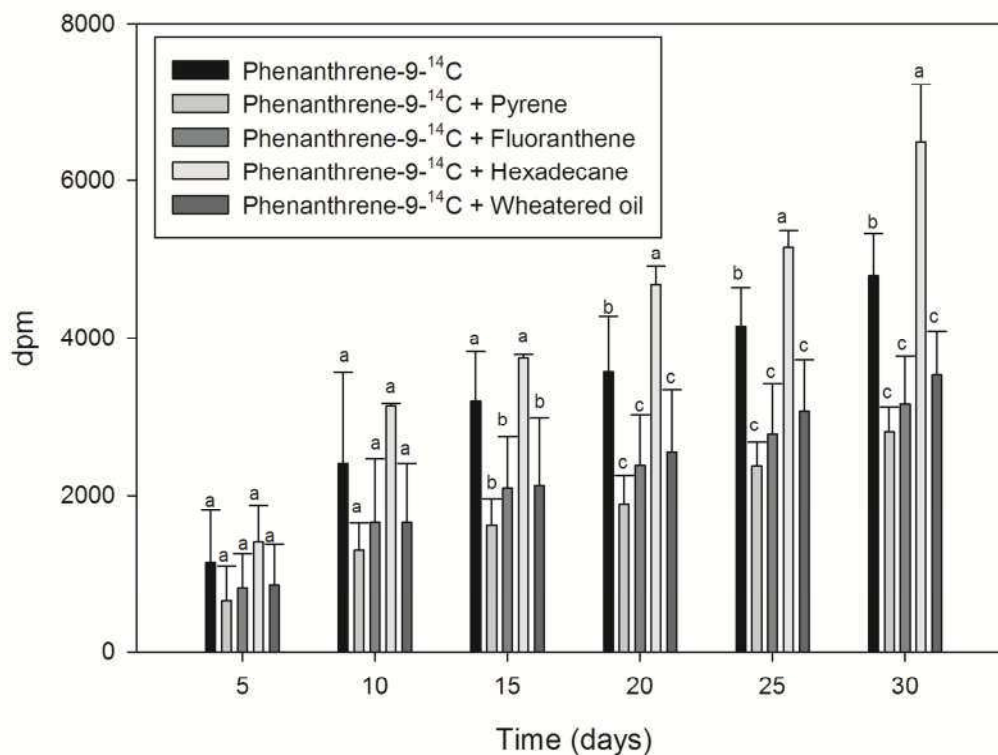 8000
6000
4000
2000
0
dpm
Phenanthrene-9-¹⁴C
Phenanthrene-9-¹⁴C + Pyrene
Phenanthrene-9-¹⁴C + Fluoranthene
Phenanthrene-9-¹⁴C + Hexadecane
Phenanthrene-9-¹⁴C + Wheatered oil
a a a a a
a a a a a
a b b a b
b c c a c
b c c a c
b c c a c
5 10 15 20 25 30
Time (days)